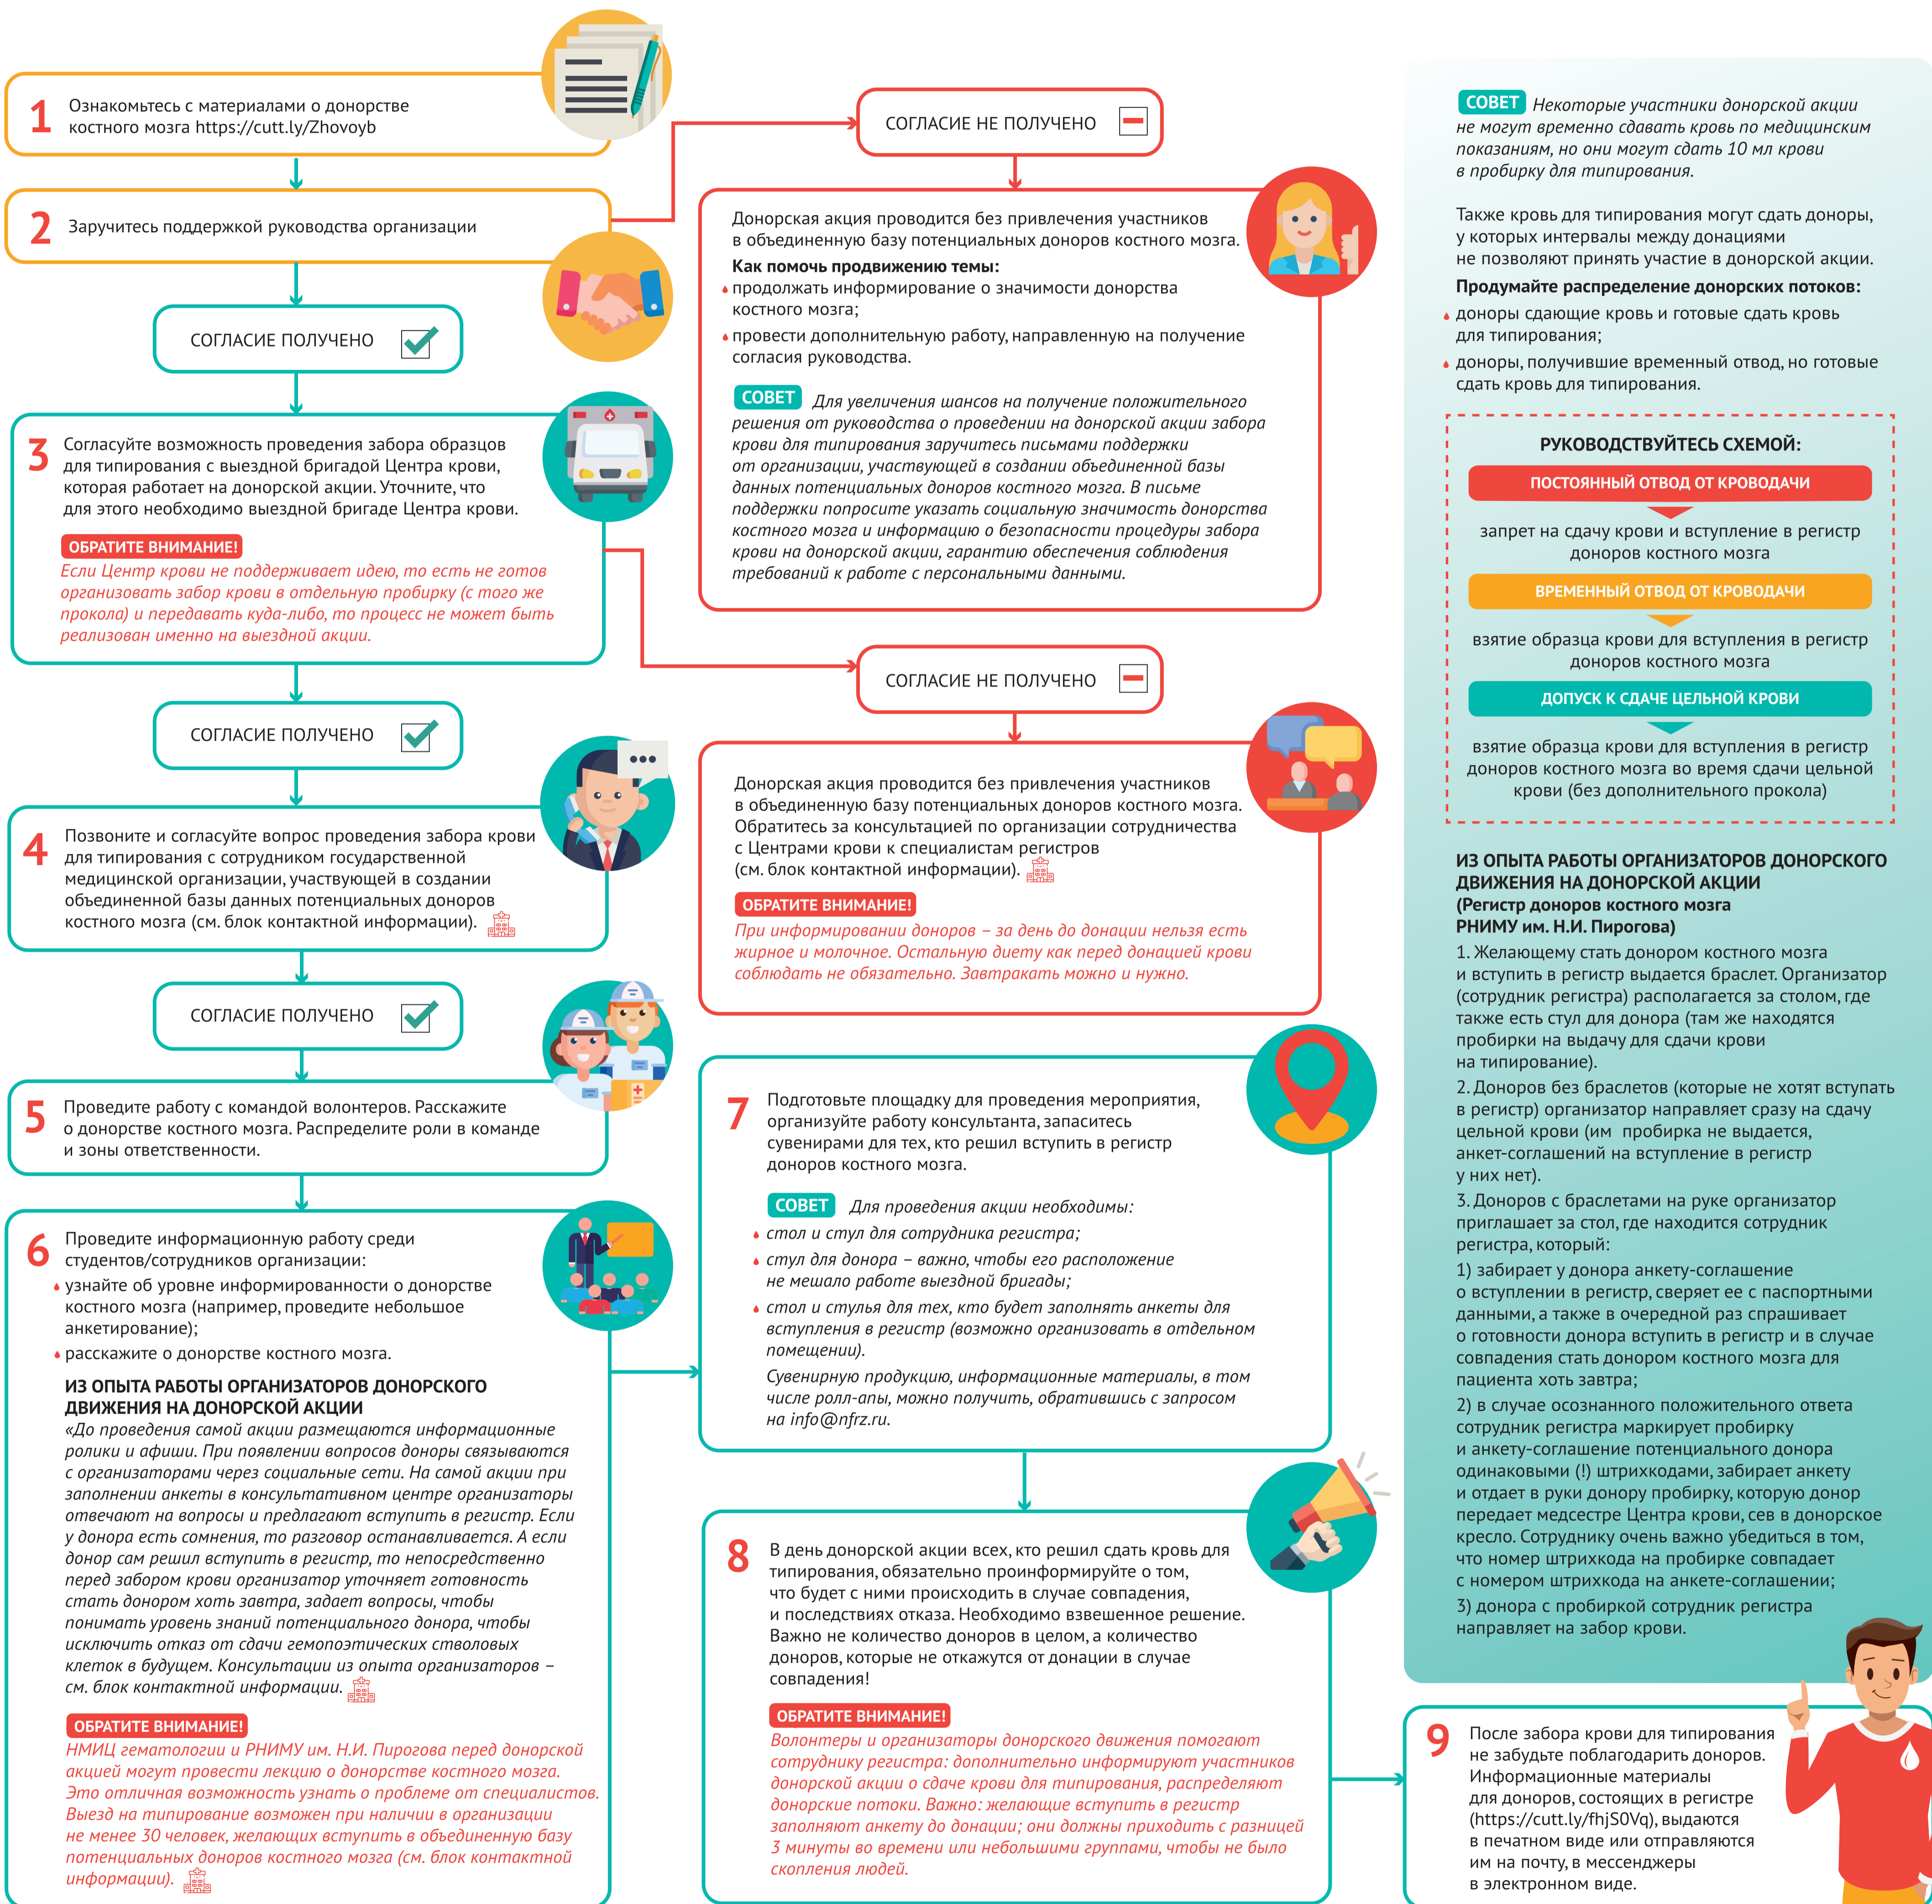 1
Ознакомьтесь с материалами о донорстве
костного мозга https://cutt.ly/Zhovoyb
2
Заручитесь поддержкой руководства организации
СОГЛАСИЕ ПОЛУЧЕНО
3
Согласуйте возможность проведения забора образцов
для типирования с выездной бригадой Центра крови,
которая работает на донорской акции. Уточните, что
для этого необходимо выездной бригаде Центра крови.
ОБРАТИТЕ ВНИМАНИЕ!
Если Центр крови не поддерживает идею, то есть не готов
организовать забор крови в отдельную пробирку (с того же
прокола) и передавать куда-либо, то процесс не может быть
реализован именно на выездной акции.
СОГЛАСИЕ ПОЛУЧЕНО
4
Позвоните и согласуйте вопрос проведения забора крови
для типирования с сотрудником государственной
медицинской организации, участвующей в создании
объединенной базы данных потенциальных доноров
костного мозга (см. блок контактной информации).
СОГЛАСИЕ ПОЛУЧЕНО
5
Проведите работу с командой волонтеров. Расскажите
о донорстве костного мозга. Распределите роли в команде
и зоны ответственности.
6
Проведите информационную работу среди
студентов/сотрудников организации:
узнайте об уровне информированности о донорстве
костного мозга (например, проведите небольшое
анкетирование);
расскажите о донорстве костного мозга.
ИЗ ОПЫТА РАБОТЫ ОРГАНИЗАТОРОВ ДОНОРСКОГО
ДВИЖЕНИЯ НА ДОНОРСКОЙ АКЦИИ
«До проведения самой акции размещаются информационные
ролики и афиши. При появлении вопросов доноры связываются
с организаторами через социальные сети. На самой акции при
заполнении анкеты в консультативном центре организаторы
отвечают на вопросы и предлагают вступить в регистр. Если
у донора есть сомнения, то разговор останавливается. А если
донор сам решил вступить в регистр, то непосредственно
перед забором крови организатор уточняет готовность
стать донором хоть завтра, задает вопросы, чтобы
понимать уровень знаний потенциального донора, чтобы
исключить отказ от сдачи гемопоэтических стволовых
клеток в будущем. Консультации из опыта организаторов –
см. блок контактной информации.
ОБРАТИТЕ ВНИМАНИЕ!
НМИЦ гематологии и РНИМУ им. Н.И. Пирогова перед донорской
акцией могут провести лекцию о донорстве костного мозга.
Это отличная возможность узнать о проблеме от специалистов.
Выезд на типирование возможен при наличии в организации
не менее 30 человек, желающих вступить в объединенную базу
потенциальных доноров костного мозга (см. блок контактной
информации).
СОГЛАСИЕ НЕ ПОЛУЧЕНО
Донорская акция проводится без привлечения участников
в объединенную базу потенциальных доноров костного мозга.
Как помочь продвижению темы:
продолжать информирование о значимости донорства
костного мозга;
провести дополнительную работу, направленную на получение
согласия руководства.
СОВЕТ Для увеличения шансов на получение положительного
решения от руководства о проведении на донорской акции забора
крови для типирования заручитесь письмами поддержки
от организации, участвующей в создании объединенной базы
данных потенциальных доноров костного мозга. В письме
поддержки попросите указать социальную значимость донорства
костного мозга и информацию о безопасности процедуры забора
крови на донорской акции, гарантию обеспечения соблюдения
требований к работе с персональными данными.
СОГЛАСИЕ НЕ ПОЛУЧЕНО
Донорская акция проводится без привлечения участников
в объединенную базу потенциальных доноров костного мозга.
Обратитесь за консультацией по организации сотрудничества
с Центрами крови к специалистам регистров
(см. блок контактной информации).
ОБРАТИТЕ ВНИМАНИЕ!
При информировании доноров – за день до донации нельзя есть
жирное и молочное. Остальную диету как перед донацией крови
соблюдать не обязательно. Завтракать можно и нужно.
7
Подготовьте площадку для проведения мероприятия,
организуйте работу консультанта, запаситесь
сувенирами для тех, кто решил вступить в регистр
доноров костного мозга.
СОВЕТ Для проведения акции необходимы:
стол и стул для сотрудника регистра;
стул для донора – важно, чтобы его расположение
не мешало работе выездной бригады;
стол и стулья для тех, кто будет заполнять анкеты для
вступления в регистр (возможно организовать в отдельном
помещении).
Сувенирную продукцию, информационные материалы, в том
числе ролл-апы, можно получить, обратившись с запросом
на info@nfrz.ru.
8
В день донорской акции всех, кто решил сдать кровь для
типирования, обязательно проинформируйте о том,
что будет с ними происходить в случае совпадения,
и последствиях отказа. Необходимо взвешенное решение.
Важно не количество доноров в целом, а количество
доноров, которые не откажутся от донации в случае
совпадения!
ОБРАТИТЕ ВНИМАНИЕ!
Волонтеры и организаторы донорского движения помогают
сотруднику регистра: дополнительно информируют участников
донорской акции о сдаче крови для типирования, распределяют
донорские потоки. Важно: желающие вступить в регистр
заполняют анкету до донации; они должны приходить с разницей
3 минуты во времени или небольшими группами, чтобы не было
скопления людей.
СОВЕТ Некоторые участники донорской акции
не могут временно сдавать кровь по медицинским
показаниям, но они могут сдать 10 мл крови
в пробирку для типирования.
Также кровь для типирования могут сдать доноры,
у которых интервалы между донациями
не позволяют принять участие в донорской акции.
Продумайте распределение донорских потоков:
доноры сдающие кровь и готовые сдать кровь
для типирования;
доноры, получившие временный отвод, но готовые
сдать кровь для типирования.
РУКОВОДСТВУЙТЕСЬ СХЕМОЙ:
ПОСТОЯННЫЙ ОТВОД ОТ КРОВОДАЧИ
запрет на сдачу крови и вступление в регистр
доноров костного мозга
ВРЕМЕННЫЙ ОТВОД ОТ КРОВОДАЧИ
взятие образца крови для вступления в регистр
доноров костного мозга
ДОПУСК К СДАЧЕ ЦЕЛЬНОЙ КРОВИ
взятие образца крови для вступления в регистр
доноров костного мозга во время сдачи цельной
крови (без дополнительного прокола)
ИЗ ОПЫТА РАБОТЫ ОРГАНИЗАТОРОВ ДОНОРСКОГО
ДВИЖЕНИЯ НА ДОНОРСКОЙ АКЦИИ
(Регистр доноров костного мозга
РНИМУ им. Н.И. Пирогова)
1. Желающему стать донором костного мозга
и вступить в регистр выдается браслет. Организатор
(сотрудник регистра) располагается за столом, где
также есть стул для донора (там же находятся
пробирки на выдачу для сдачи крови
на типирование).
2. Доноров без браслетов (которые не хотят вступать
в регистр) организатор направляет сразу на сдачу
цельной крови (им пробирка не выдается,
анкет-соглашений на вступление в регистр
у них нет).
3. Доноров с браслетами на руке организатор
приглашает за стол, где находится сотрудник
регистра, который:
1) забирает у донора анкету-соглашение
о вступлении в регистр, сверяет ее с паспортными
данными, а также в очередной раз спрашивает
о готовности донора вступить в регистр и в случае
совпадения стать донором костного мозга для
пациента хоть завтра;
2) в случае осознанного положительного ответа
сотрудник регистра маркирует пробирку
и анкету-соглашение потенциального донора
одинаковыми (!) штрихкодами, забирает анкету
и отдает в руки донору пробирку, которую донор
передает медсестре Центра крови, сев в донорское
кресло. Сотруднику очень важно убедиться в том,
что номер штрихкода на пробирке совпадает
с номером штрихкода на анкете-соглашении;
3) донора с пробиркой сотрудник регистра
направляет на забор крови.
9
После забора крови для типирования
не забудьте поблагодарить доноров.
Информационные материалы
для доноров, состоящих в регистре
(https://cutt.ly/fhjS0Vq), выдаются
в печатном виде или отправляются
им на почту, в мессенджеры
в электронном виде.